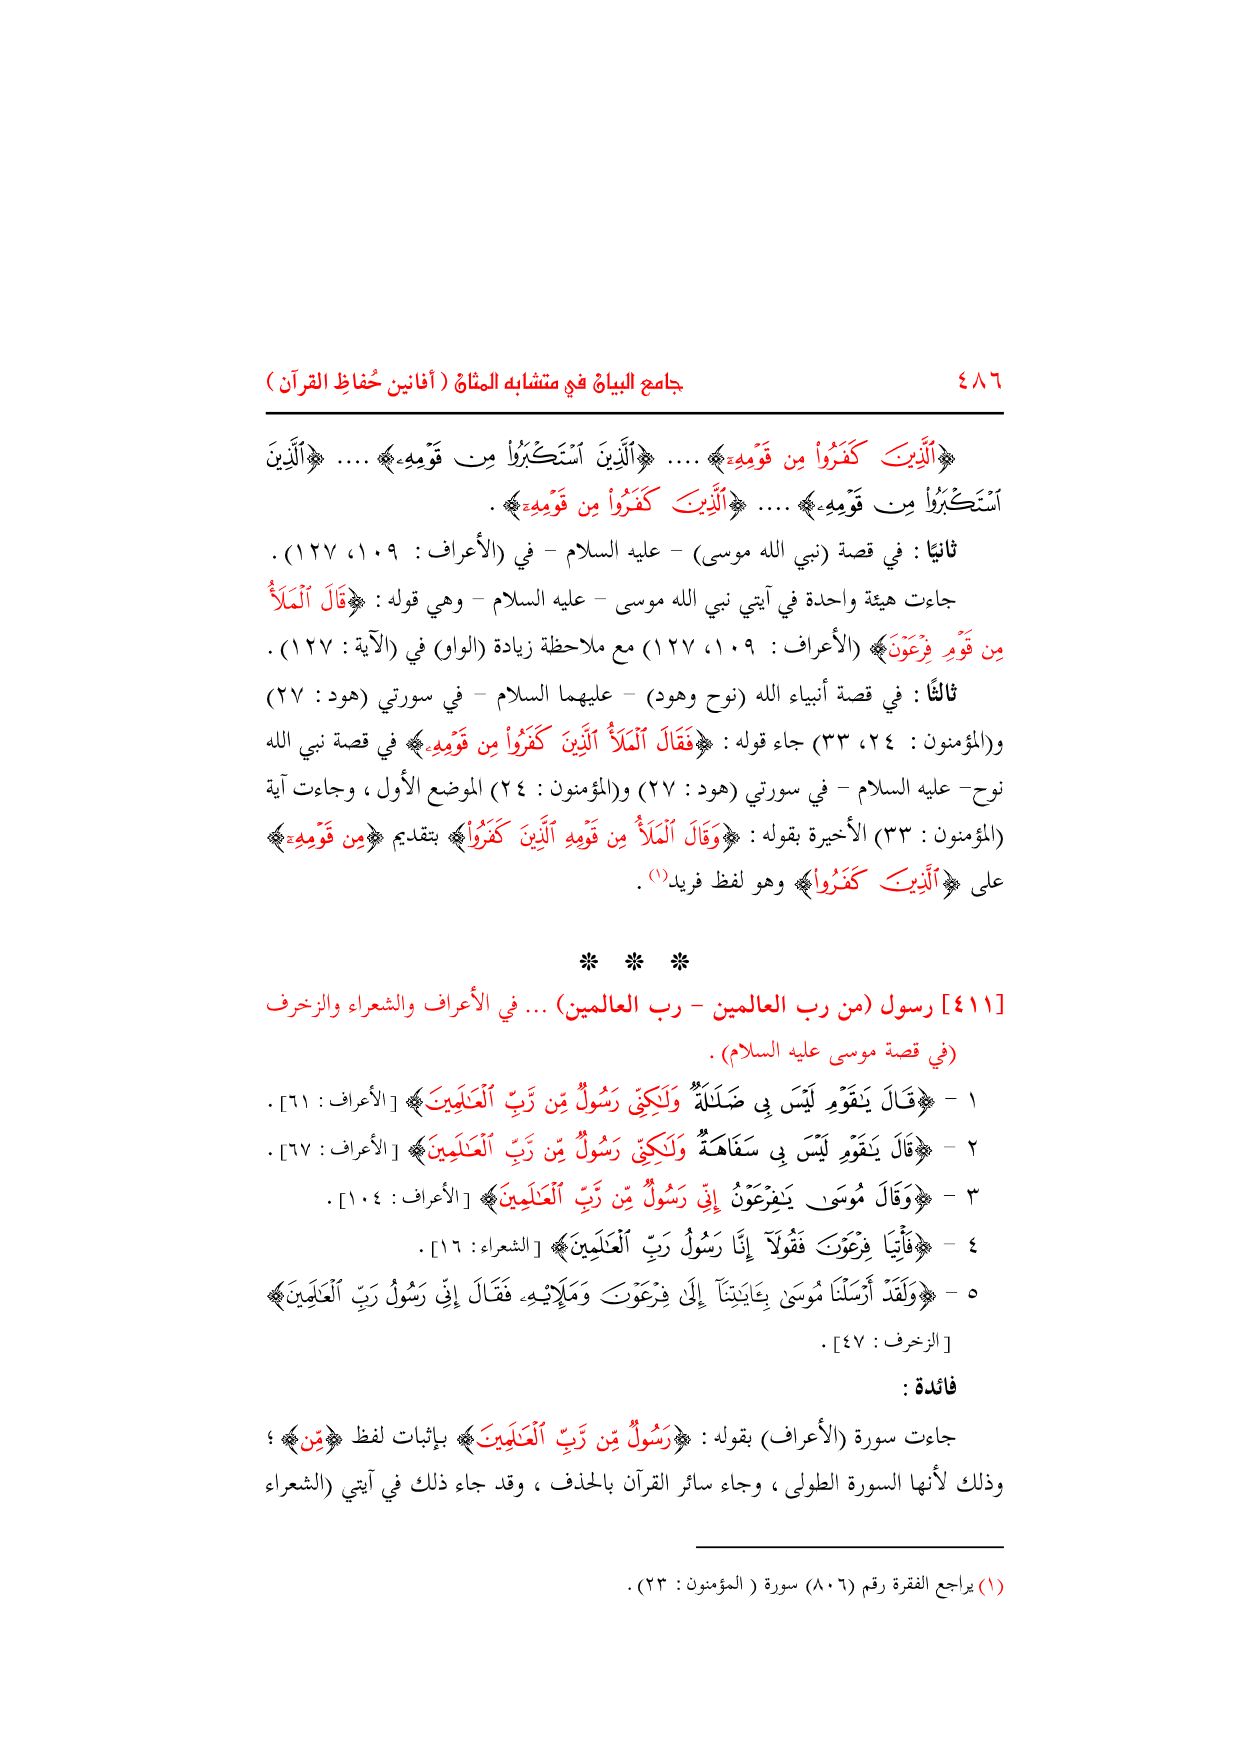 ٤٨٦ جامع البيان في متشابه المثان ( أفانين حُفاظِ القرآن )
﴿ٱلَّذِينَ كَفَرُوا۟ مِن قَوْمِهِۦٓ﴾ .... ﴿ٱلَّذِينَ ٱسْتَكْبَرُوا۟ مِن قَوْمِهِۦ﴾ .... ﴿ٱلَّذِينَ
ٱسْتَكْبَرُوا۟ مِن قَوْمِهِۦ﴾ .... ﴿ٱلَّذِينَ كَفَرُوا۟ مِن قَوْمِهِۦٓ﴾ .
ثانيًا : في قصة (نبي الله موسى) – عليه السلام – في (الأعراف : ١٠٩، ١٢٧) .
جاءت هيئة واحدة في آيتي نبي الله موسى – عليه السلام – وهي قوله : ﴿قَالَ ٱلْمَلَأُ
مِن قَوْمِ فِرْعَوْنَ﴾ (الأعراف : ١٠٩، ١٢٧) مع ملاحظة زيادة (الواو) في (الآية : ١٢٧) .
ثالثًا : في قصة أنبياء الله (نوح وهود) – عليهما السلام – في سورتي (هود : ٢٧)
و(المؤمنون : ٢٤، ٣٣) جاء قوله : ﴿فَقَالَ ٱلْمَلَأُ ٱلَّذِينَ كَفَرُوا۟ مِن قَوْمِهِۦ﴾ في قصة نبي الله
نوح– عليه السلام – في سورتي (هود : ٢٧) و(المؤمنون : ٢٤) الموضع الأول ، وجاءت آية
(المؤمنون : ٣٣) الأخيرة بقوله : ﴿وَقَالَ ٱلْمَلَأُ مِن قَوْمِهِ ٱلَّذِينَ كَفَرُوا۟﴾ بتقديم ﴿مِن قَوْمِهِۦٓ﴾
على ﴿ٱلَّذِينَ كَفَرُوا۟﴾ وهو لفظ فريد(١) .
❊ ❊ ❊
[٤١١] رسول (من رب العالمين – رب العالمين) ... في الأعراف والشعراء والزخرف
(في قصة موسى عليه السلام) .
١ – ﴿قَالَ يَـٰقَوْمِ لَيْسَ بِى ضَلَـٰلَةٌ وَلَـٰكِنِّى رَسُولٌ مِّن رَّبِّ ٱلْعَـٰلَمِينَ﴾ [الأعراف : ٦١] .
٢ – ﴿قَالَ يَـٰقَوْمِ لَيْسَ بِى سَفَاهَةٌ وَلَـٰكِنِّى رَسُولٌ مِّن رَّبِّ ٱلْعَـٰلَمِينَ﴾ [الأعراف : ٦٧] .
٣ – ﴿وَقَالَ مُوسَىٰ يَـٰفِرْعَوْنُ إِنِّى رَسُولٌ مِّن رَّبِّ ٱلْعَـٰلَمِينَ﴾ [الأعراف : ١٠٤] .
٤ – ﴿فَأْتِيَا فِرْعَوْنَ فَقُولَآ إِنَّا رَسُولُ رَبِّ ٱلْعَـٰلَمِينَ﴾ [الشعراء : ١٦] .
٥ – ﴿وَلَقَدْ أَرْسَلْنَا مُوسَىٰ بِـَٔايَـٰتِنَآ إِلَىٰ فِرْعَوْنَ وَمَلَإِي۟هِۦ فَقَالَ إِنِّى رَسُولُ رَبِّ ٱلْعَـٰلَمِينَ﴾
[الزخرف : ٤٧] .
فائدة :
جاءت سورة (الأعراف) بقوله : ﴿رَسُولٌ مِّن رَّبِّ ٱلْعَـٰلَمِينَ﴾ بإثبات لفظ ﴿مِّن﴾ ؛
وذلك لأنها السورة الطولى ، وجاء سائر القرآن بالحذف ، وقد جاء ذلك في آيتي (الشعراء
(١) يراجع الفقرة رقم (٨٠٦) سورة ( المؤمنون : ٢٣) .